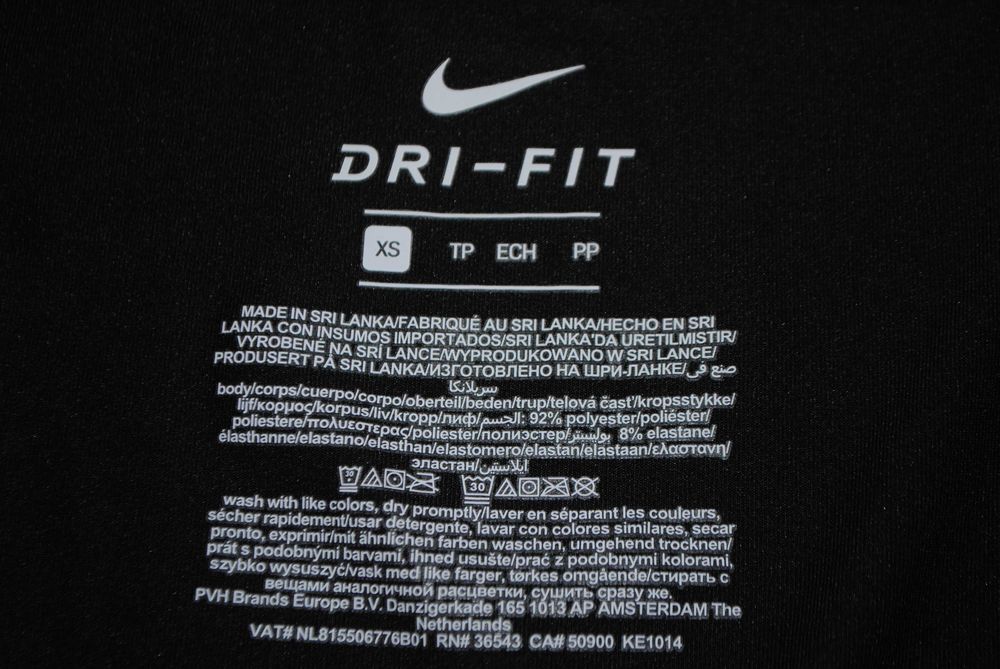 DRI-FIT
XS TP ECH PP
MADE IN SRI LANKA/FABRIQUÉ AU SRI LANKA/HECHO EN SRI
LANKA CON INSUMOS IMPORTADOS/SRI LANKA'DA ÜRETILMISTIR/
VYROBENÉ NA SRÍ LANCE/WYPRODUKOWANO W SRI LANCE/
PRODUSERT PÅ SRI LANKA/ИЗГОТОВЛЕНО НА ШРИ-ЛАНКЕ/صنع في
سريلانكا
body/corps/cuerpo/corpo/oberteil/beden/trup/telová časť/kropsstykke/
lijf/κορμος/korpus/liv/kropp/лиф/الجسم: 92% polyester/poliéster/
poliestere/πολυεστερας/poliester/полиэстер/بوليستر 8% elastane/
élasthanne/elastano/elasthan/elastomero/elastan/elastaan/ελαστανη/
эластан/إيلاستين
30 30
wash with like colors, dry promptly/laver en séparant les couleurs,
sécher rapidement/usar detergente, lavar con colores similares, secar
pronto, exprimir/mit ähnlichen farben waschen, umgehend trocknen/
prát s podobnými barvami, ihned usušte/prać z podobnymi kolorami,
szybko wysuszyć/vask med like farger, tørkes omgående/стирать с
вещами аналогичной расцветки, сушить сразу же.
PVH Brands Europe B.V. Danzigerkade 165 1013 AP AMSTERDAM The
Netherlands
VAT# NL815506776B01 RN# 36543 CA# 50900 KE1014